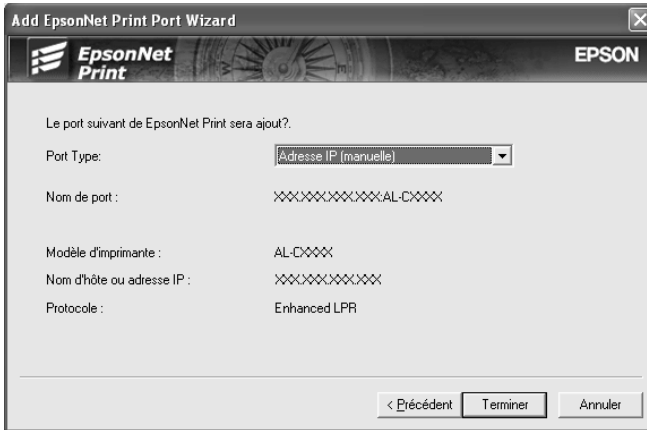 Add EpsonNet Print Port Wizard
EpsonNet
Print
EPSON
Le port suivant de EpsonNet Print sera ajout?.
Port Type:
Adresse IP (manuelle)
Nom de port :
XXX.XXX.XXX.XXX:AL-CXXXX
Modèle d'imprimante :
AL-CXXXX
Nom d'hôte ou adresse IP :
XXX.XXX.XXX.XXX
Protocole :
Enhanced LPR
< Précédent
Terminer
Annuler